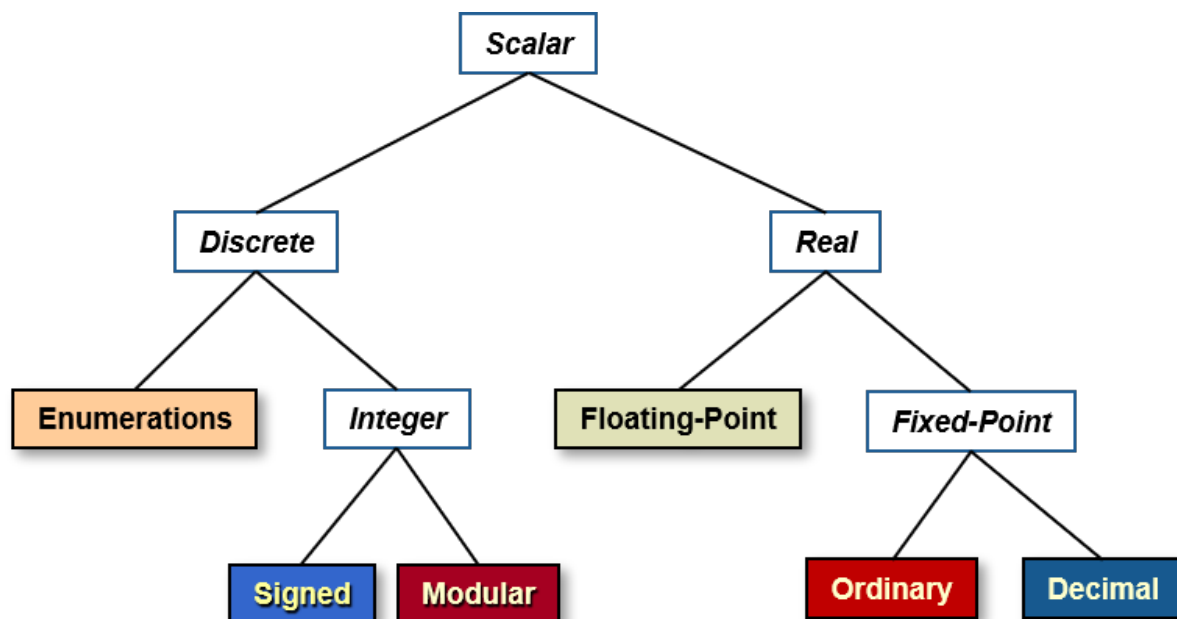 Scalar
Discrete
Real
Enumerations
Integer
Floating-Point
Fixed-Point
Signed
Modular
Ordinary
Decimal